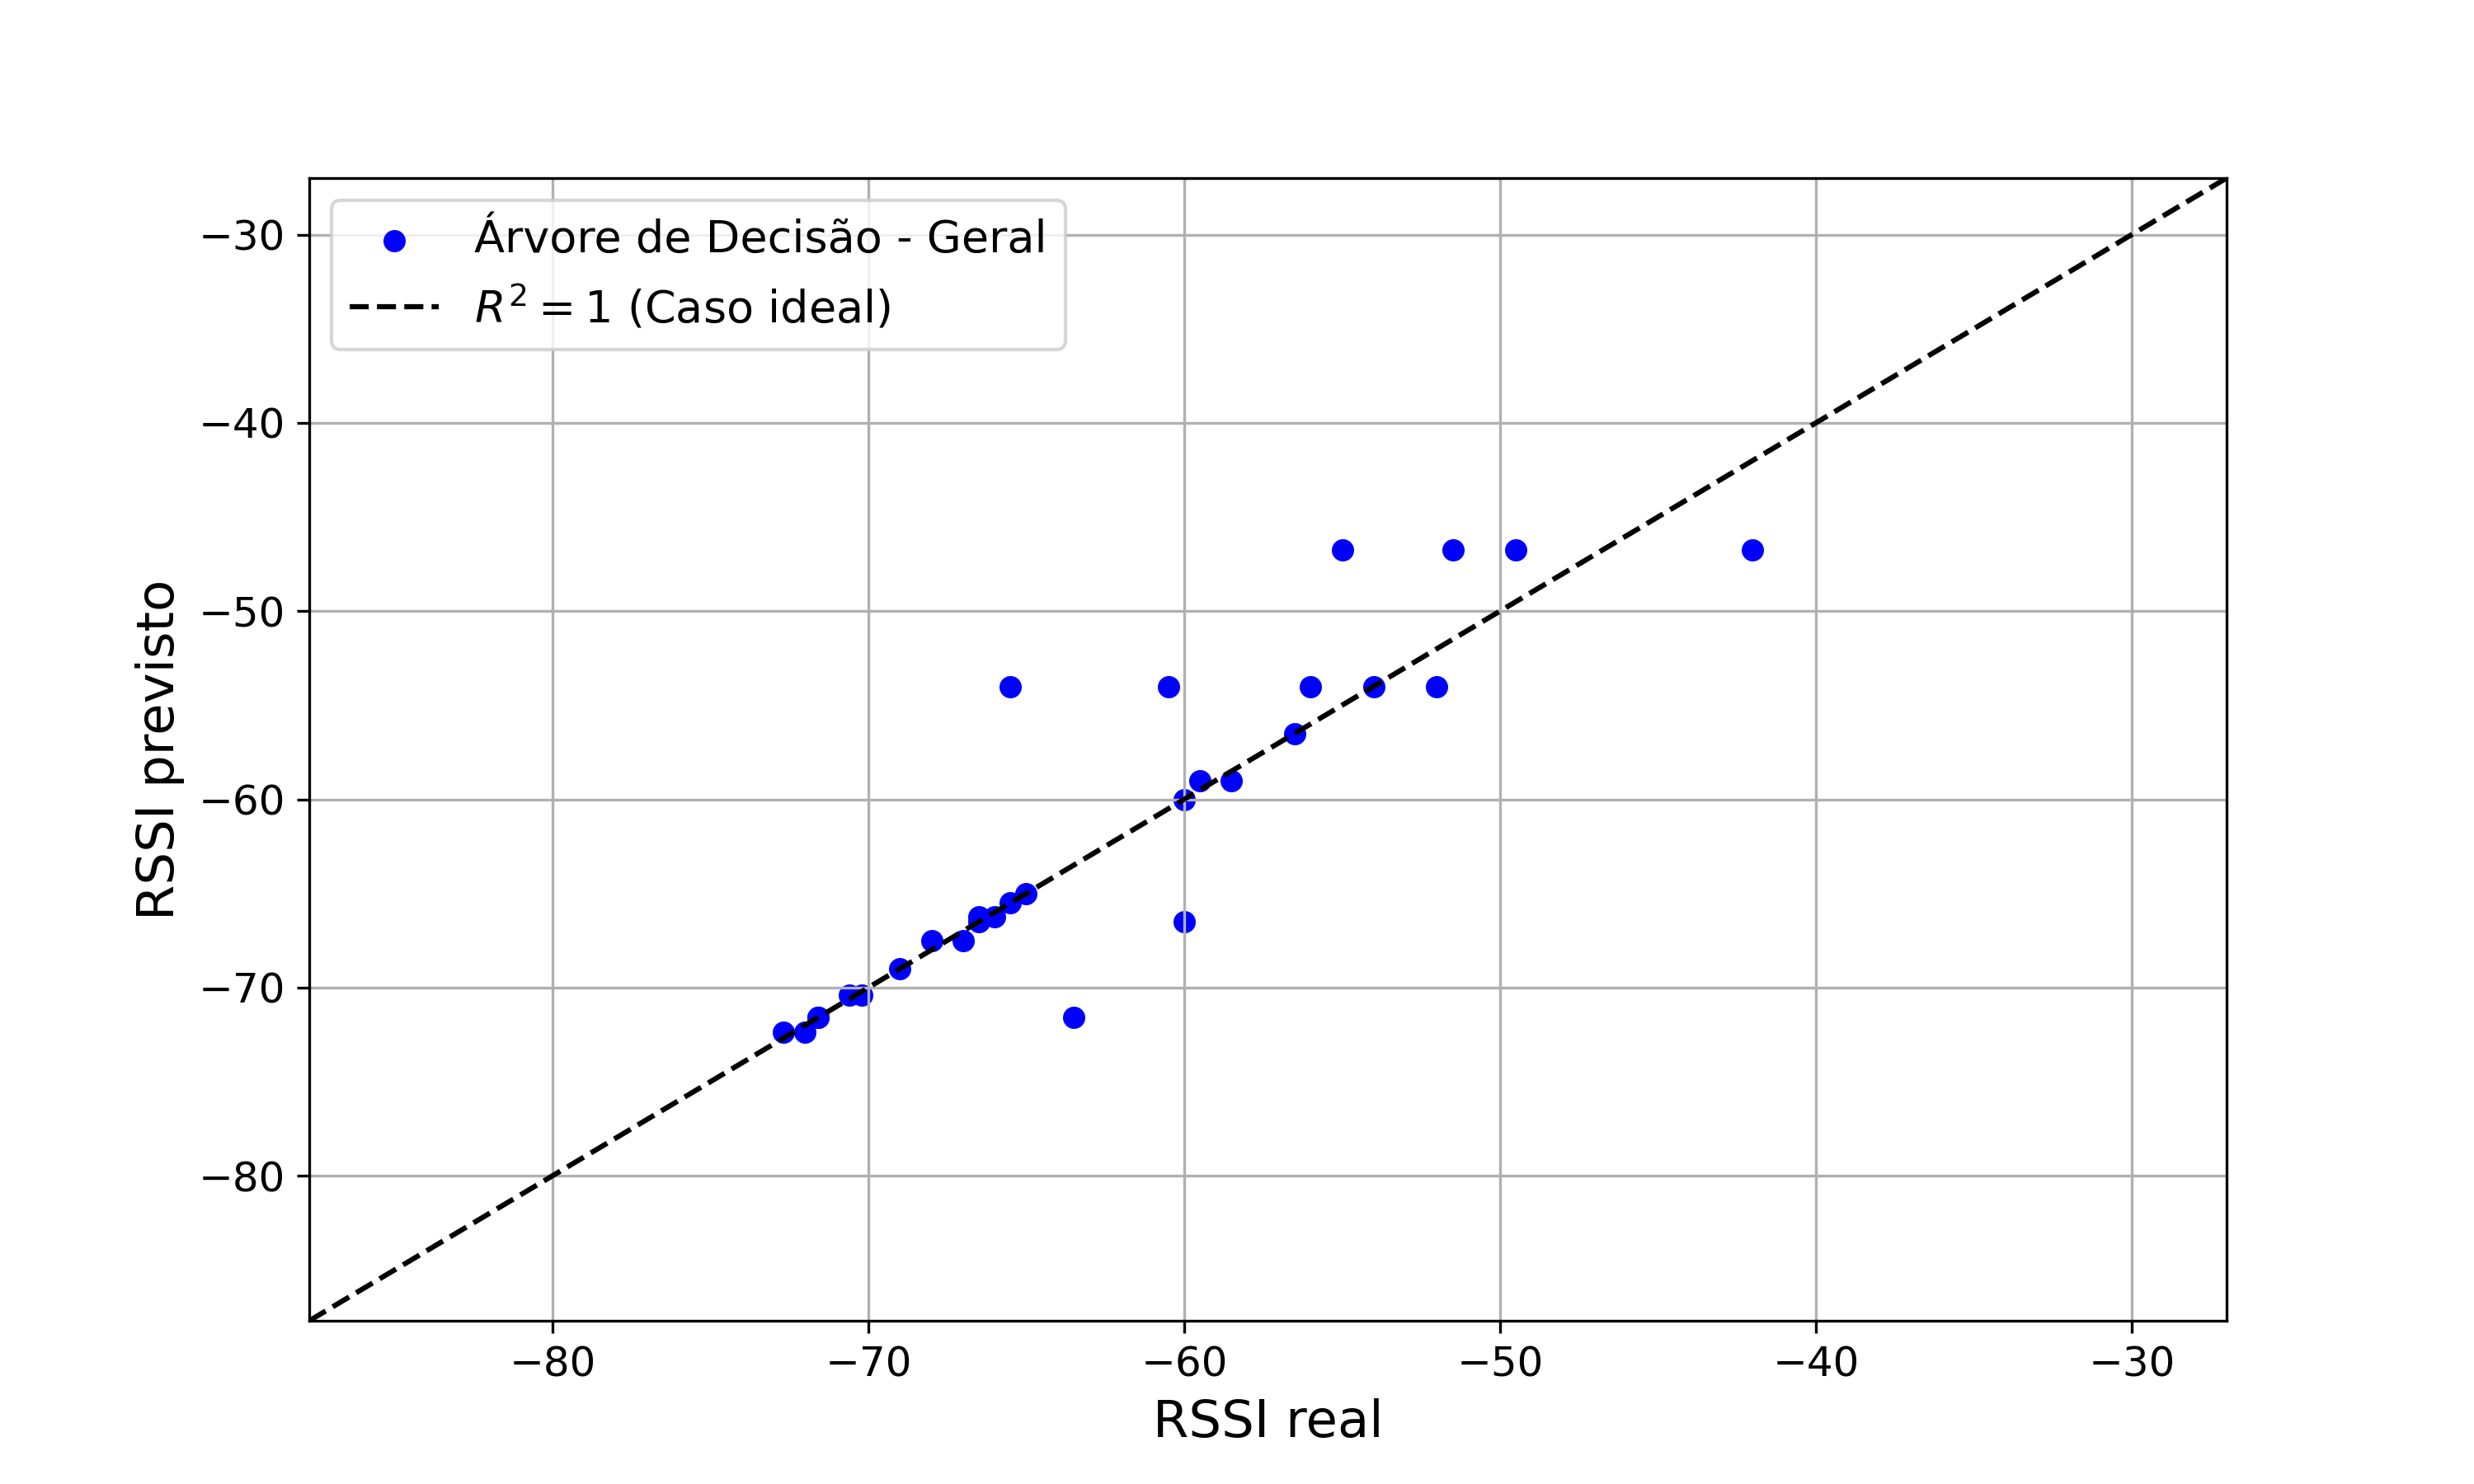 Árvore de Decisão - Geral
R² = 1 (Caso ideal)
−30
−40
−50
−60
−70
−80
RSSI previsto
−80 −70 −60 −50 −40 −30
RSSI real